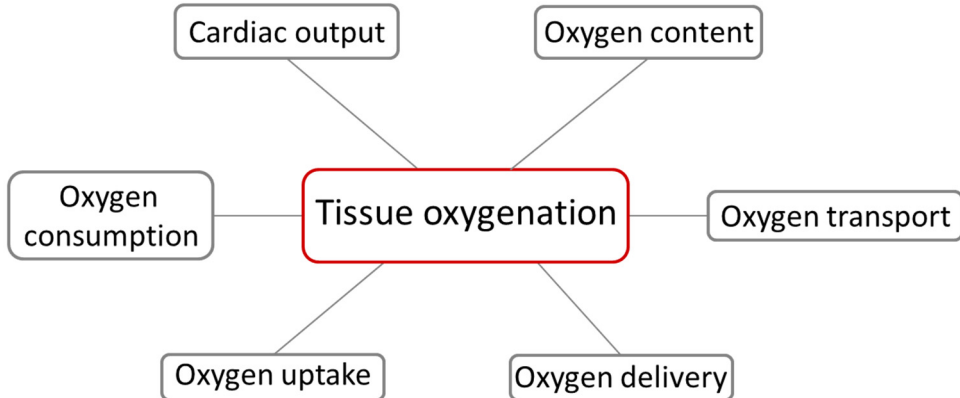 Cardiac output
Oxygen content
Oxygen
consumption
Tissue oxygenation
Oxygen transport
Oxygen uptake
Oxygen delivery